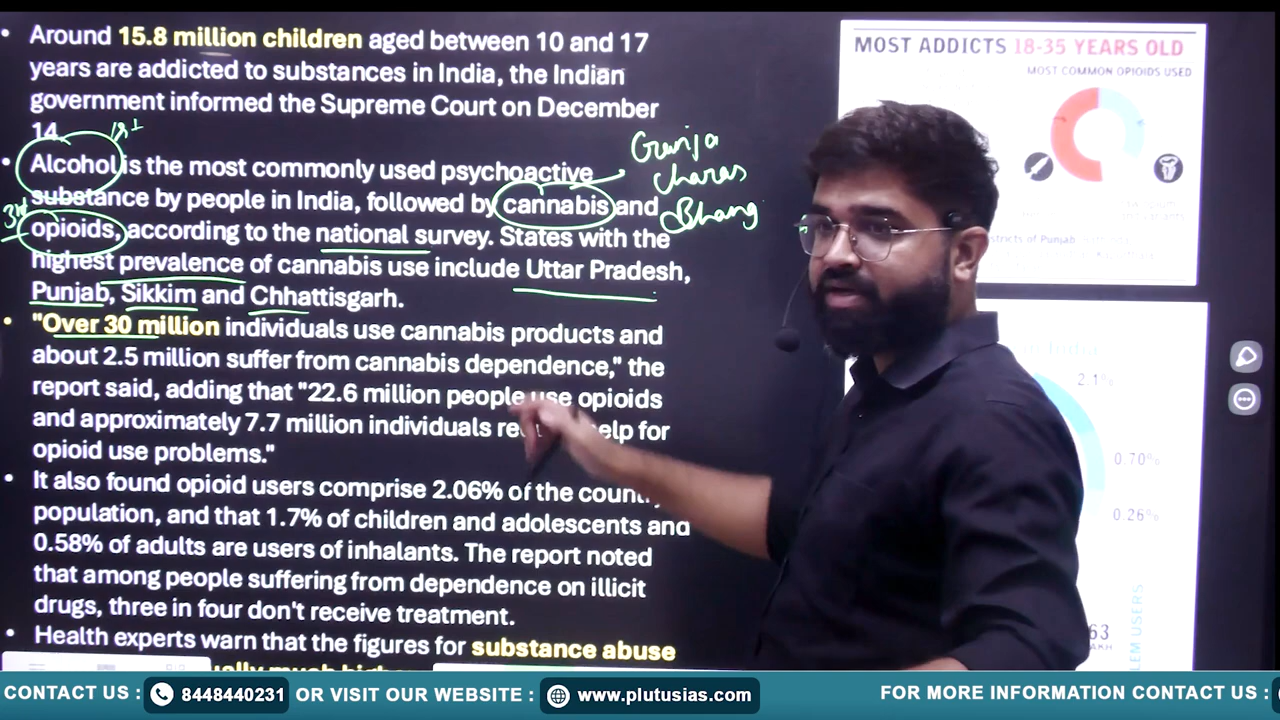 • Around 15.8 million children aged between 10 and 17
years are addicted to substances in India, the Indian
government informed the Supreme Court on December
14.
1st
• Alcohol is the most commonly used psychoactive
substance by people in India, followed by cannabis and
3rd
opioids, according to the national survey. States with the
highest prevalence of cannabis use include Uttar Pradesh,
Punjab, Sikkim and Chhattisgarh.
Ganja
charas
Bhang
• "Over 30 million individuals use cannabis products and
about 2.5 million suffer from cannabis dependence," the
report said, adding that "22.6 million people use opioids
and approximately 7.7 million individuals help for
opioid use problems."
• It also found opioid users comprise 2.06% of the
population, and that 1.7% of children and adolescents and
0.58% of adults are users of inhalants. The report noted
that among people suffering from dependence on illicit
drugs, three in four don't receive treatment.
• Health experts warn that the figures for substance abuse
MOST ADDICTS 18-35 YEARS OLD
MOST COMMON OPIOIDS USED
of Punjab
in India
2.1%
0.70%
0.26%
63
USERS
CONTACT US : 8448440231 OR VISIT OUR WEBSITE : www.plutusias.com FOR MORE INFORMATION CONTACT US :